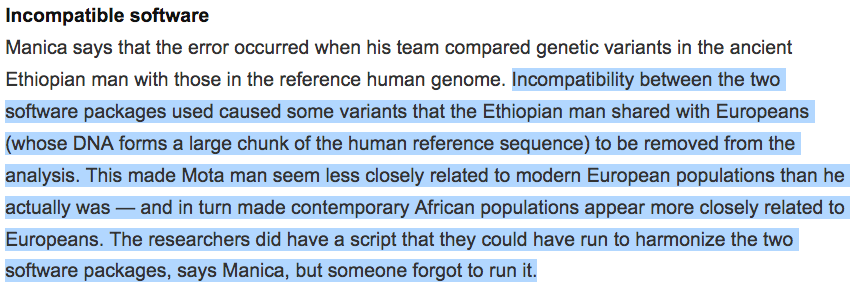 Incompatible software
Manica says that the error occurred when his team compared genetic variants in the ancient
Ethiopian man with those in the reference human genome. Incompatibility between the two
software packages used caused some variants that the Ethiopian man shared with Europeans
(whose DNA forms a large chunk of the human reference sequence) to be removed from the
analysis. This made Mota man seem less closely related to modern European populations than he
actually was — and in turn made contemporary African populations appear more closely related to
Europeans. The researchers did have a script that they could have run to harmonize the two
software packages, says Manica, but someone forgot to run it.